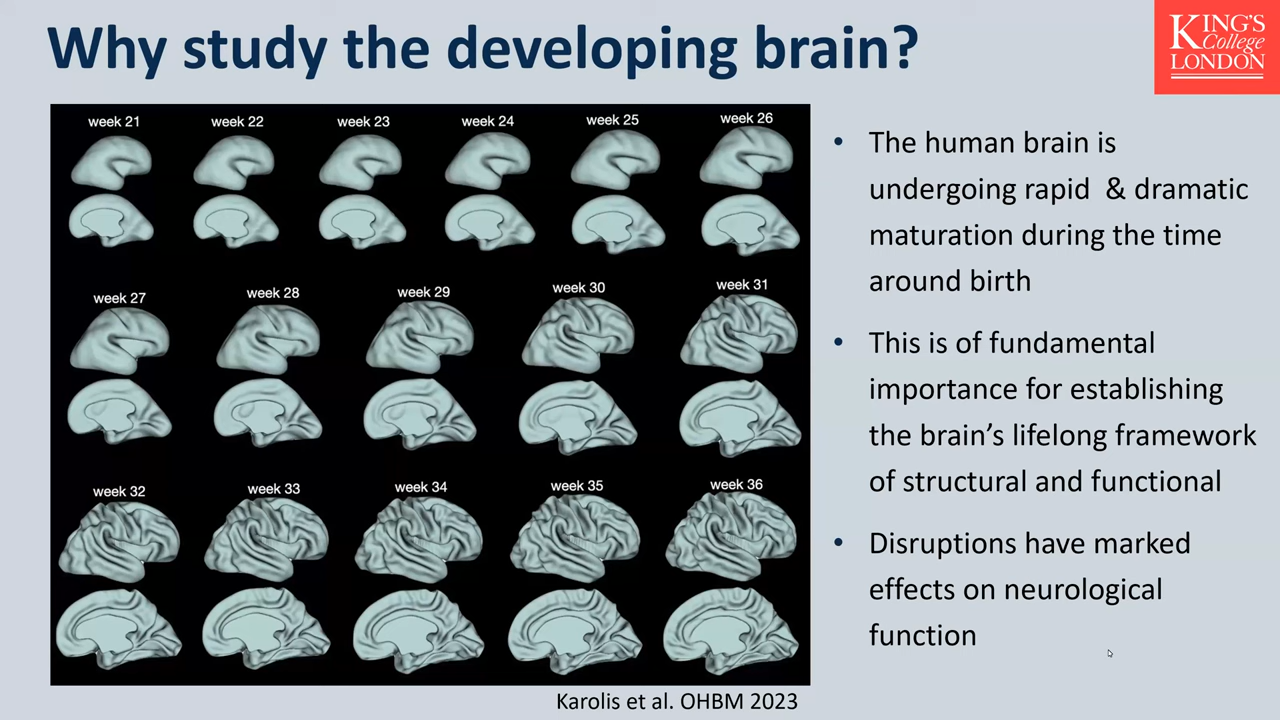 Why study the developing brain?
KING'S
College
LONDON
week 21
week 22
week 23
week 24
week 25
week 26
week 27
week 28
week 29
week 30
week 31
week 32
week 33
week 34
week 35
week 36
• The human brain is
undergoing rapid & dramatic
maturation during the time
around birth
• This is of fundamental
importance for establishing
the brain’s lifelong framework
of structural and functional
• Disruptions have marked
effects on neurological
function
Karolis et al. OHBM 2023